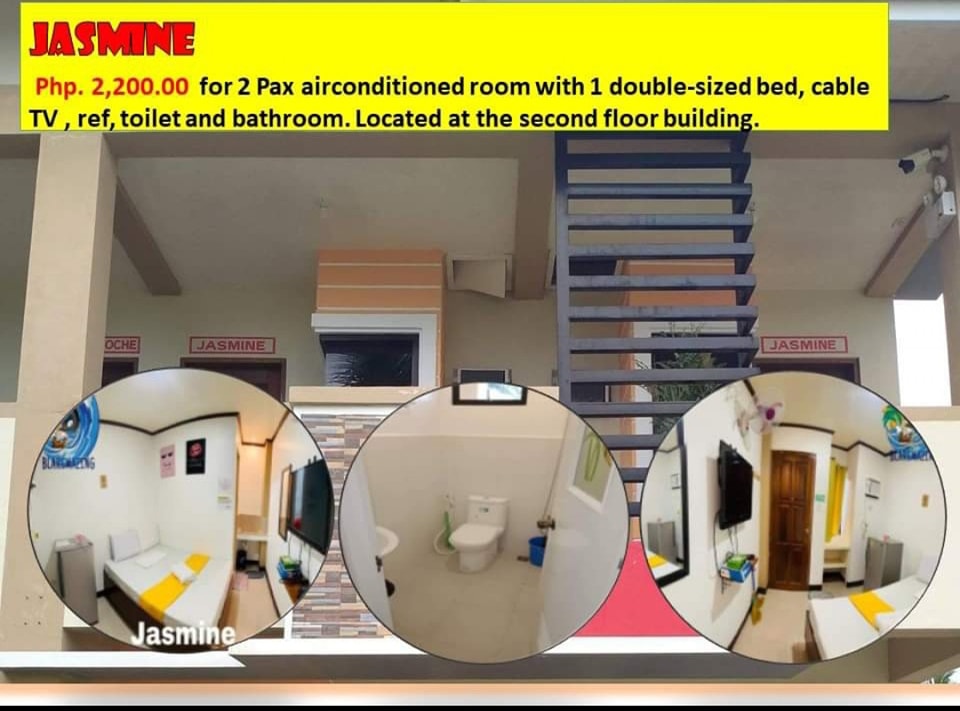 JASMINE
Php. 2,200.00 for 2 Pax airconditioned room with 1 double-sized bed, cable
TV , ref, toilet and bathroom. Located at the second floor building.
OCHE
JASMINE
JASMINE
Jasmine